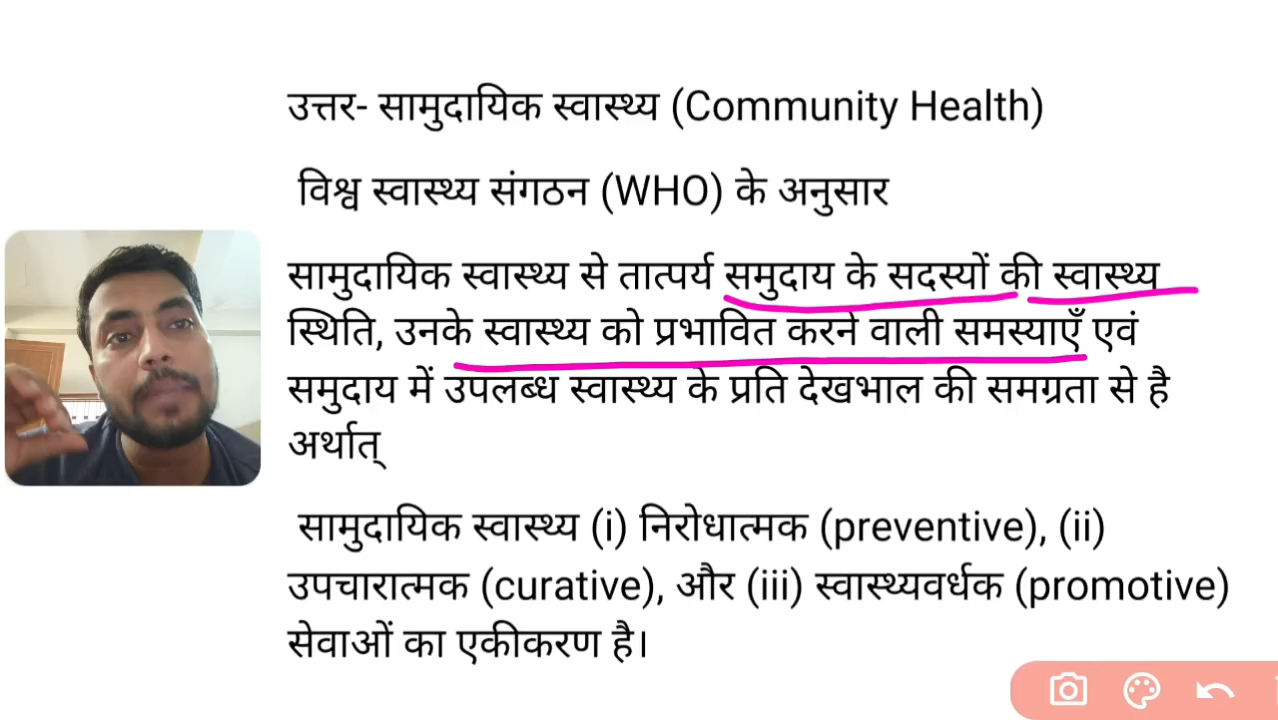 उत्तर- सामुदायिक स्वास्थ्य (Community Health)
विश्व स्वास्थ्य संगठन (WHO) के अनुसार
सामुदायिक स्वास्थ्य से तात्पर्य समुदाय के सदस्यों की स्वास्थ्य
स्थिति, उनके स्वास्थ्य को प्रभावित करने वाली समस्याएँ एवं
समुदाय में उपलब्ध स्वास्थ्य के प्रति देखभाल की समग्रता से है
अर्थात्
सामुदायिक स्वास्थ्य (i) निरोधात्मक (preventive), (ii)
उपचारात्मक (curative), और (iii) स्वास्थ्यवर्धक (promotive)
सेवाओं का एकीकरण है।